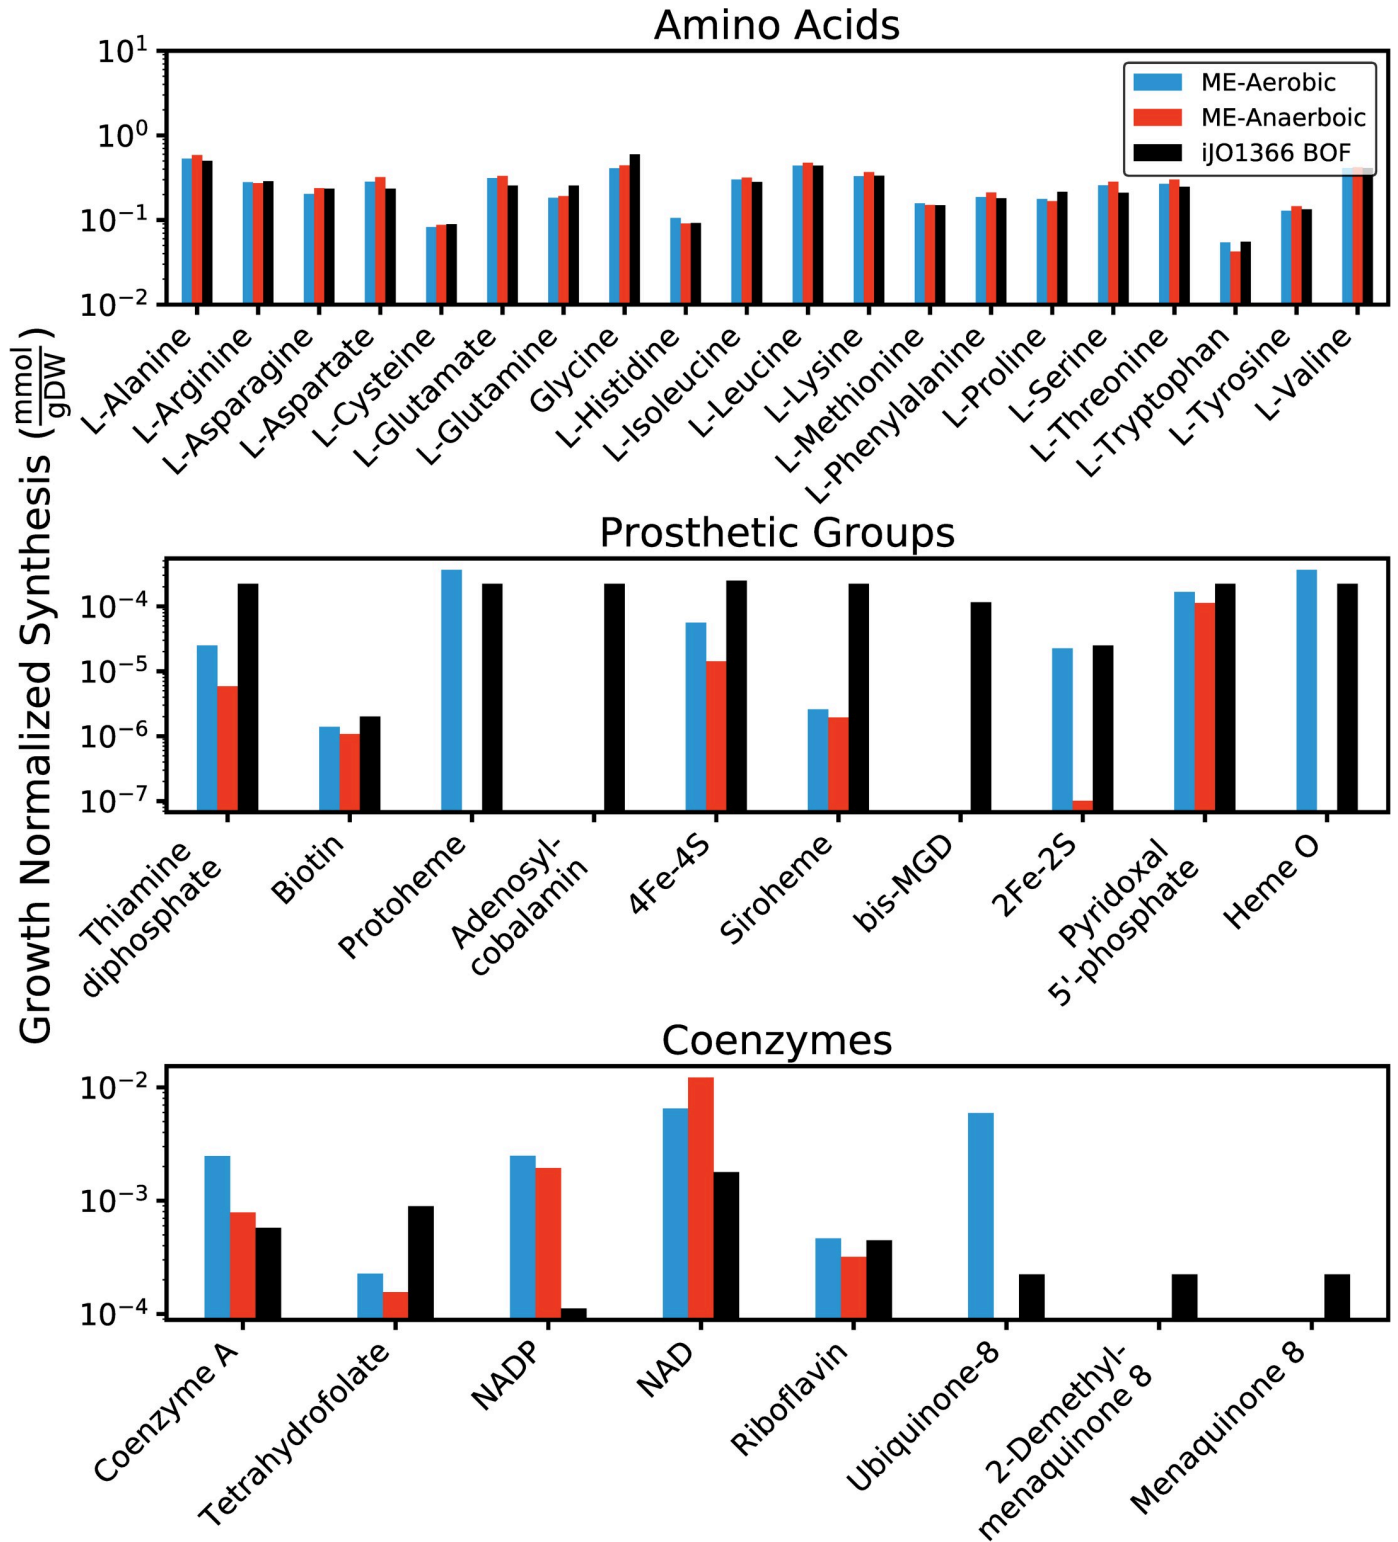 Amino Acids
10¹
10⁰
10⁻¹
10⁻²
ME-Aerobic
ME-Anaerboic
iJO1366 BOF
L-Alanine
L-Arginine
L-Asparagine
L-Aspartate
L-Cysteine
L-Glutamate
L-Glutamine
Glycine
L-Histidine
L-Isoleucine
L-Leucine
L-Lysine
L-Methionine
L-Phenylalanine
L-Proline
L-Serine
L-Threonine
L-Tryptophan
L-Tyrosine
L-Valine
Growth Normalized Synthesis (mmol/gDW)
Prosthetic Groups
10⁻⁴
10⁻⁵
10⁻⁶
10⁻⁷
Thiamine
diphosphate
Biotin
Protoheme
Adenosyl-
cobalamin
4Fe-4S
Siroheme
bis-MGD
2Fe-2S
Pyridoxal
5'-phosphate
Heme O
Coenzymes
10⁻²
10⁻³
10⁻⁴
Coenzyme A
Tetrahydrofolate
NADP
NAD
Riboflavin
Ubiquinone-8
2-Demethyl-
menaquinone 8
Menaquinone 8